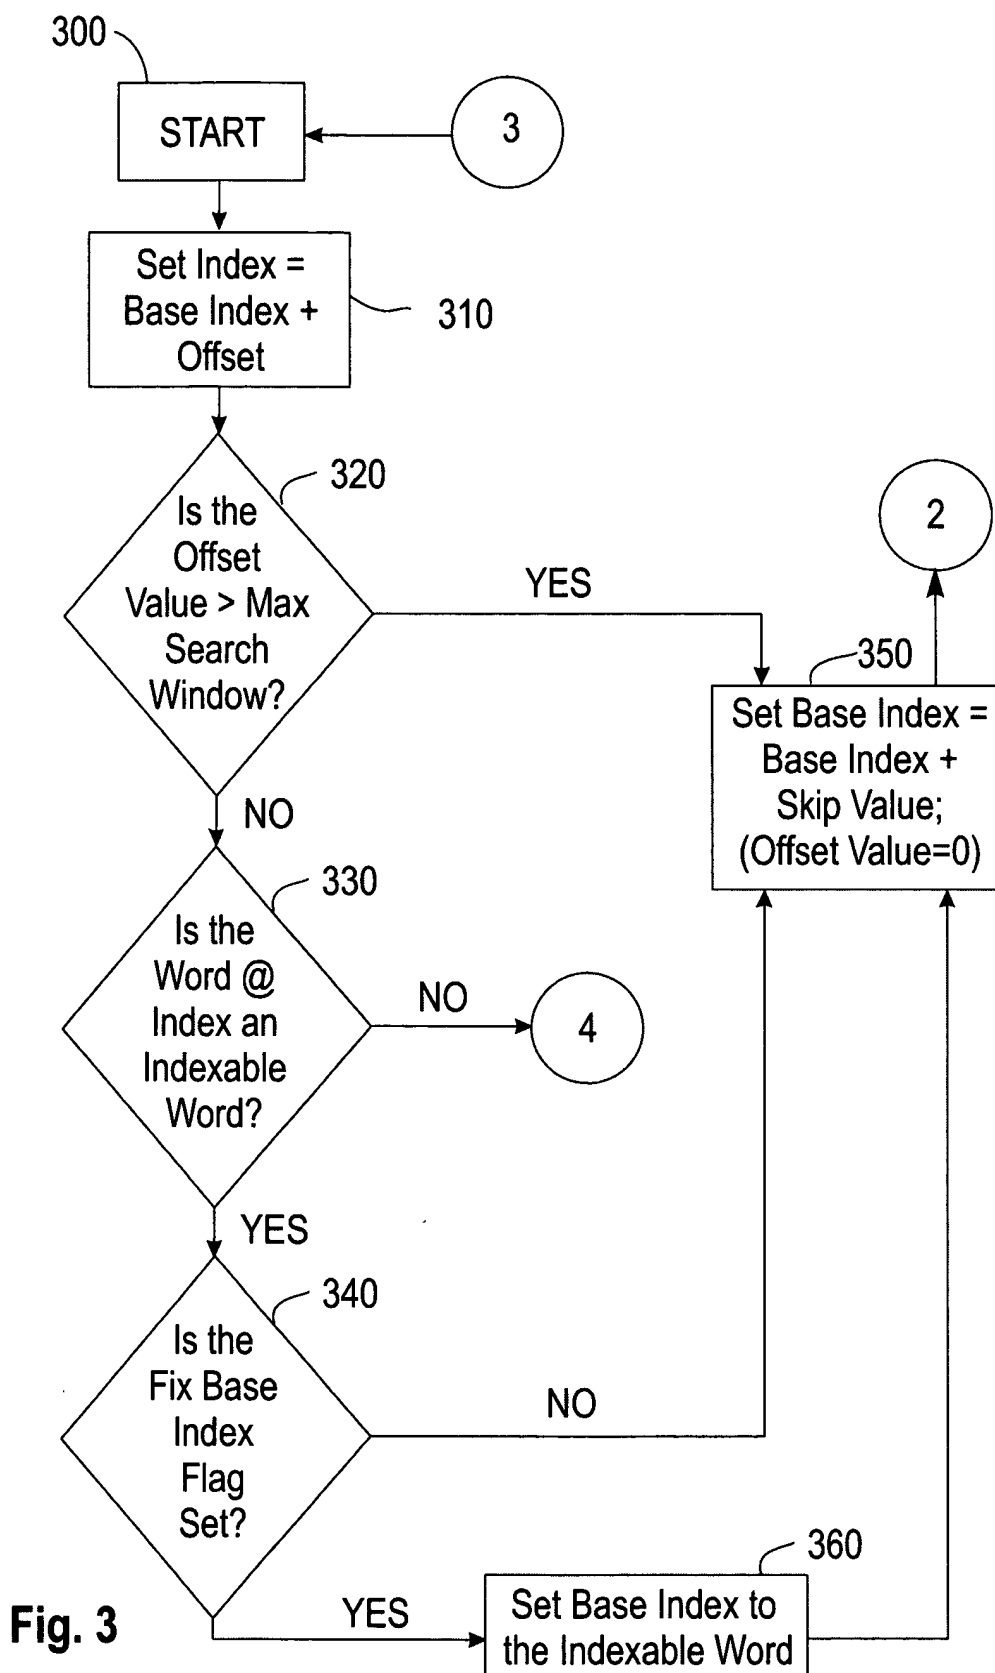 300
START
3
Set Index =
Base Index +
Offset
310
320
Is the
Offset
Value > Max
Search
Window?
YES
2
350
Set Base Index =
Base Index +
Skip Value;
(Offset Value=0)
NO
330
Is the
Word @
Index an
Indexable
Word?
NO
4
YES
340
Is the
Fix Base
Index
Flag
Set?
NO
360
YES
Set Base Index to
the Indexable Word
Fig. 3